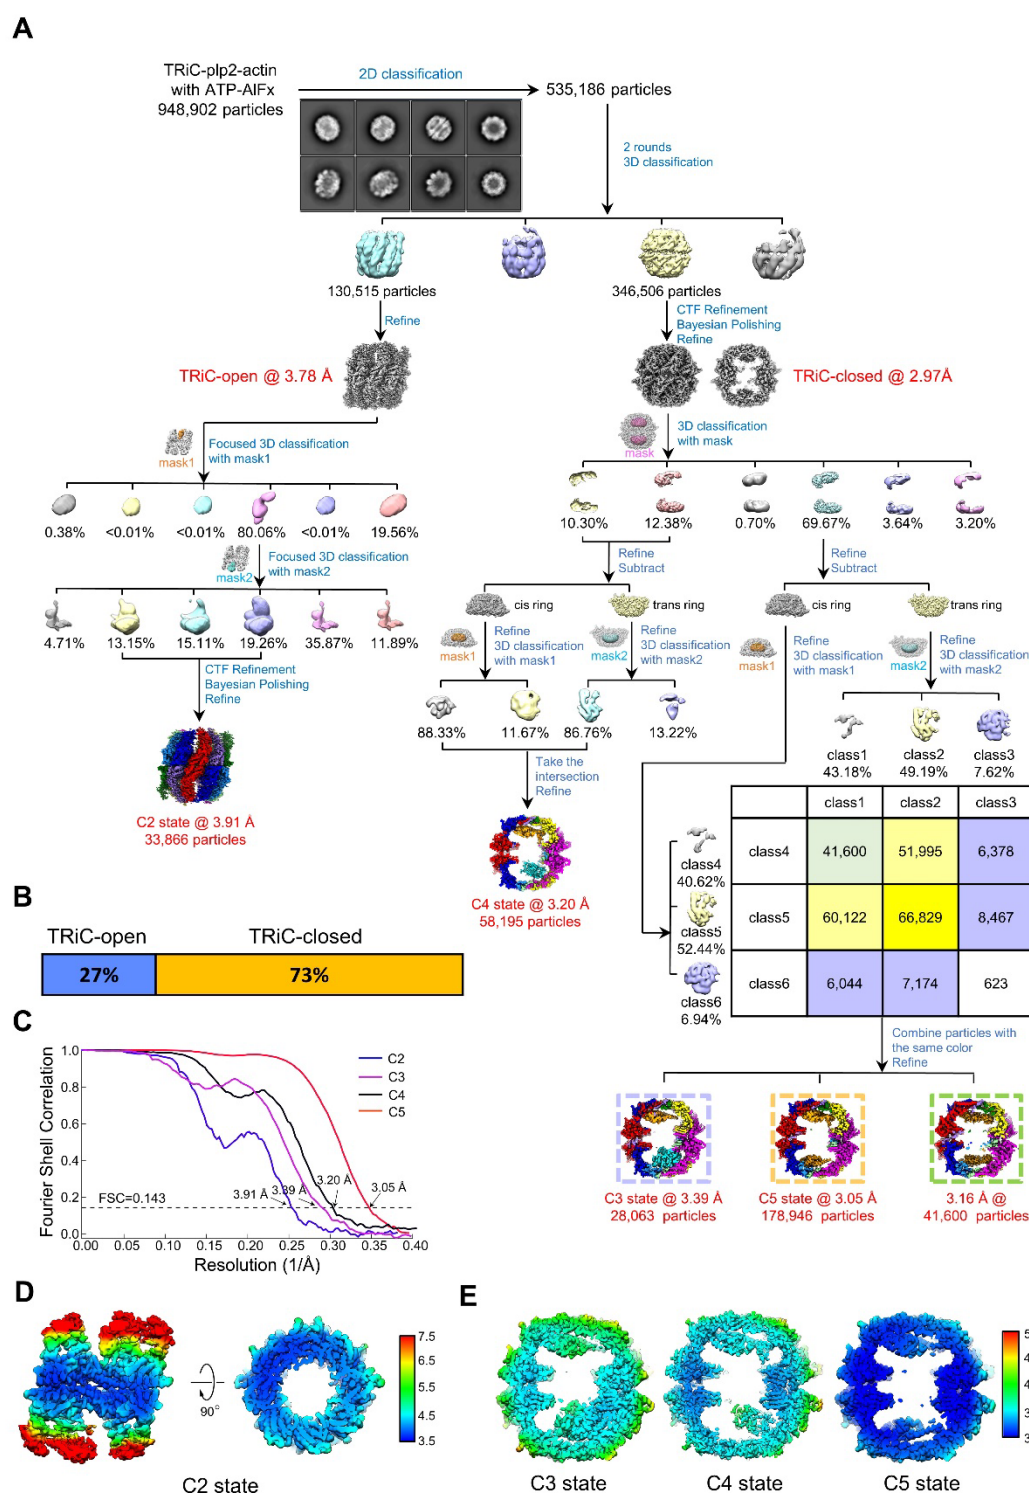 A
TRiC-plp2-actin
with ATP-AlFx
948,902 particles
2D classification
535,186 particles
2 rounds
3D classification
130,515 particles
346,506 particles
Refine
CTF Refinement
Bayesian Polishing
Refine
TRiC-open @ 3.78 Å
TRiC-closed @ 2.97Å
mask1
Focused 3D classification
with mask1
mask
3D classification
with mask
0.38%
<0.01%
<0.01%
80.06%
<0.01%
19.56%
10.30%
12.38%
0.70%
69.67%
3.64%
3.20%
mask2
Focused 3D classification
with mask2
Refine
Subtract
Refine
Subtract
cis ring
trans ring
cis ring
trans ring
4.71%
13.15%
15.11%
19.26%
35.87%
11.89%
mask1
Refine
3D classification
with mask1
mask2
Refine
3D classification
with mask2
mask1
Refine
3D classification
with mask1
mask2
Refine
3D classification
with mask2
CTF Refinement
Bayesian Polishing
Refine
88.33%
11.67%
86.76%
13.22%
class1
43.18%
class2
49.19%
class3
7.62%
Take the
intersection
Refine
C2 state @ 3.91 Å
33,866 particles
C4 state @ 3.20 Å
58,195 particles
class1
class2
class3
class4
40.62%
class4
41,600
51,995
6,378
class5
52.44%
class5
60,122
66,829
8,467
class6
6.94%
class6
6,044
7,174
623
Combine particles with
the same color
Refine
C3 state @ 3.39 Å
28,063 particles
C5 state @ 3.05 Å
178,946 particles
3.16 Å @
41,600 particles
B
TRiC-open
TRiC-closed
27%
73%
C
Fourier Shell Correlation
1.0
0.8
0.6
0.4
0.2
0.0
C2
C3
C4
C5
FSC=0.143
3.91 Å
3.39 Å
3.20 Å
3.05 Å
0.00
0.05
0.10
0.15
0.20
0.25
0.30
0.35
0.40
Resolution (1/Å)
D
90°
7.5
6.5
5.5
4.5
3.5
C2 state
E
C3 state
C4 state
C5 state